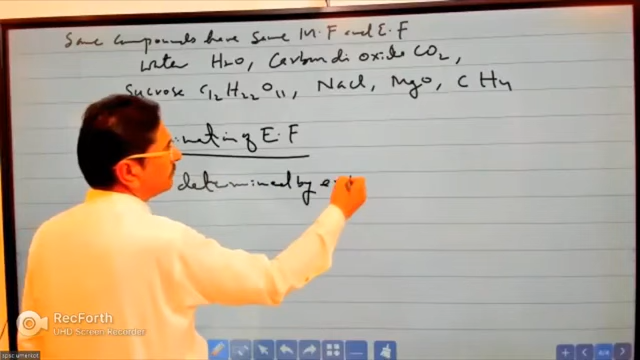 Some compounds have same M.F and E.F
water H2O, Carbon di oxide CO2,
Sucrose C12H22O11, NaCl, MgO, CH4
of E.F
determined by
RecForth
UHD Screen Recorder